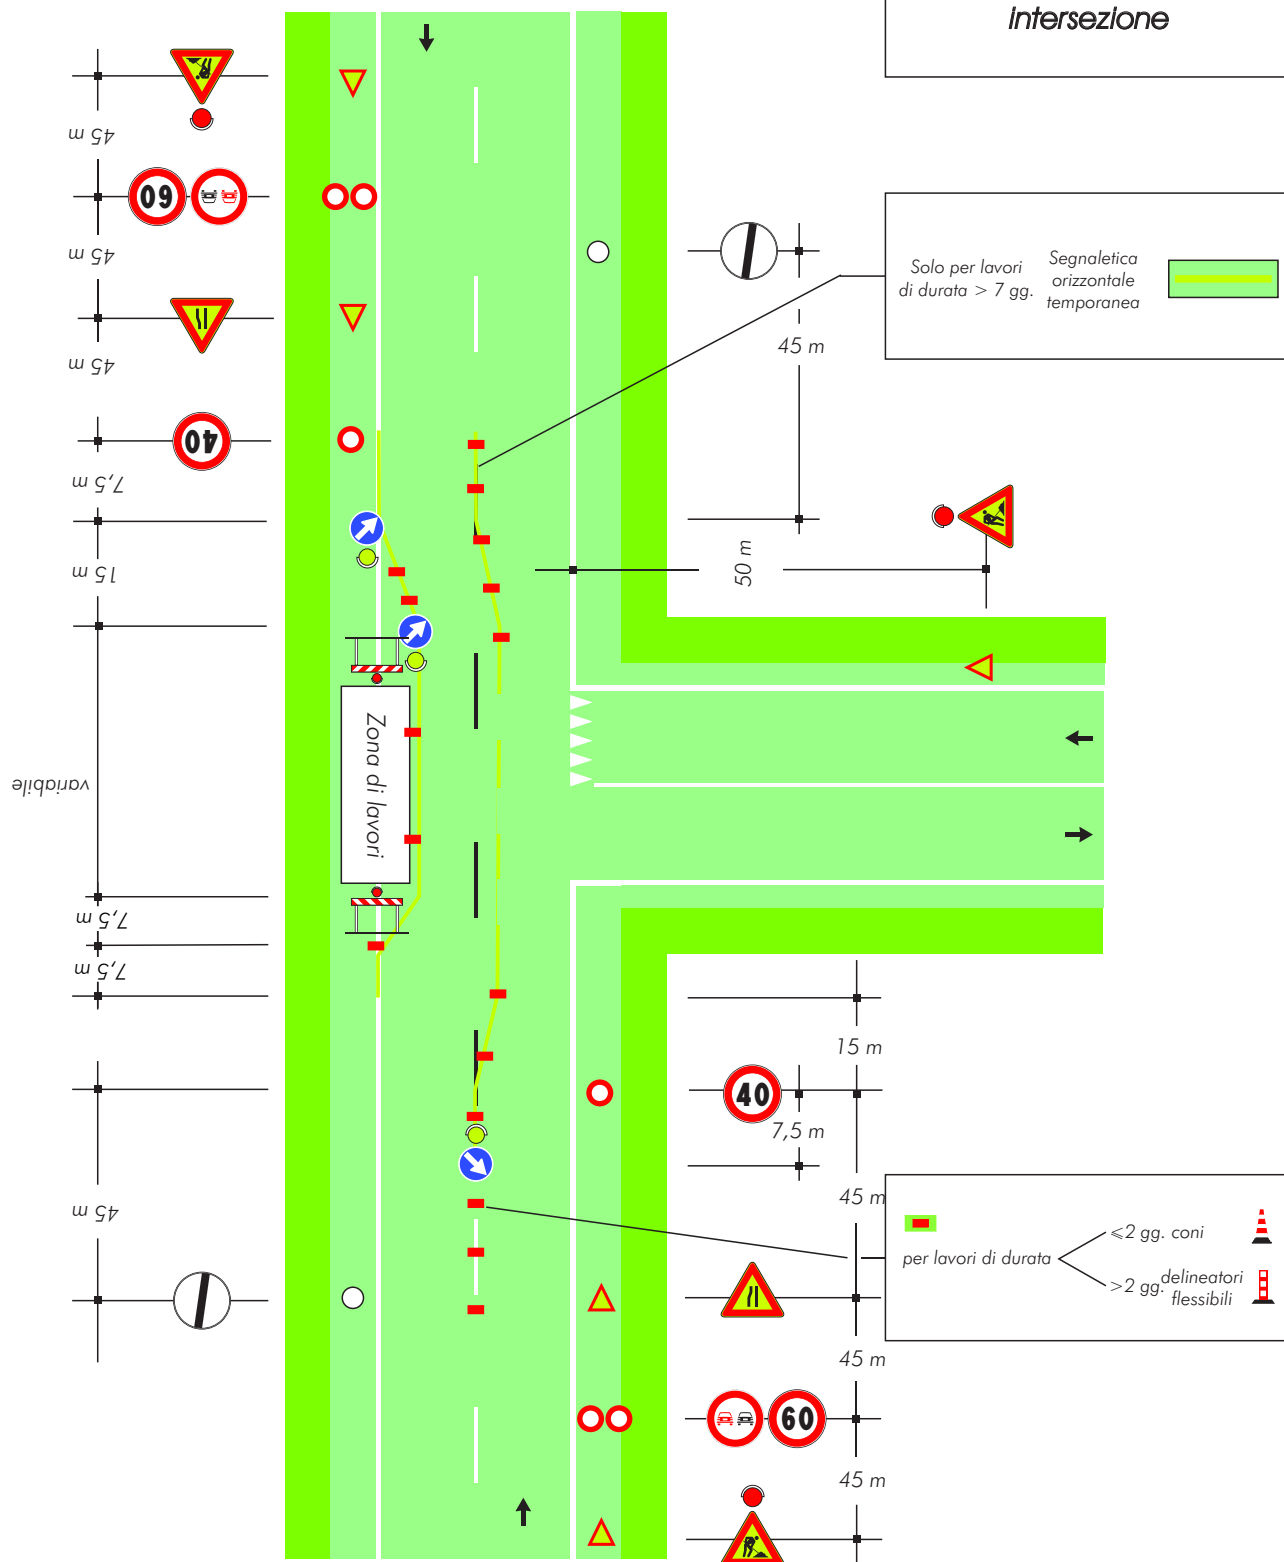 intersezione
45 m
60
45 m
45 m
40
7,5 m
15 m
variabile
7,5 m
7,5 m
45 m
Zona di lavori
Solo per lavori
di durata > 7 gg.
Segnaletica
orizzontale
temporanea
45 m
50 m
15 m
40
7,5 m
45 m
per lavori di durata
⩽2 gg. coni
>2 gg. delineatori
flessibili
45 m
60
45 m